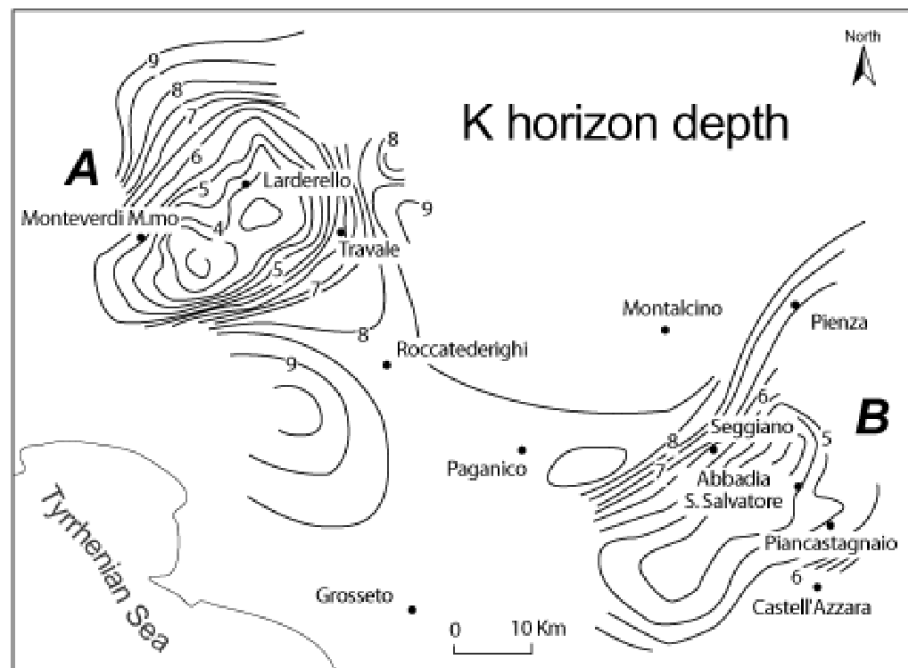 North
K horizon depth
9
8
7
6
5
4
A
Larderello
Monteverdi M.mo
Travale
5
7
8
9
8
Roccatederighi
9
Montalcino
Pienza
6
B
Seggiano
5
8
7
Paganico
Abbadia
S. Salvatore
Piancastagnaio
6
Castell'Azzara
Tyrrhenian Sea
Grosseto
0 10 Km